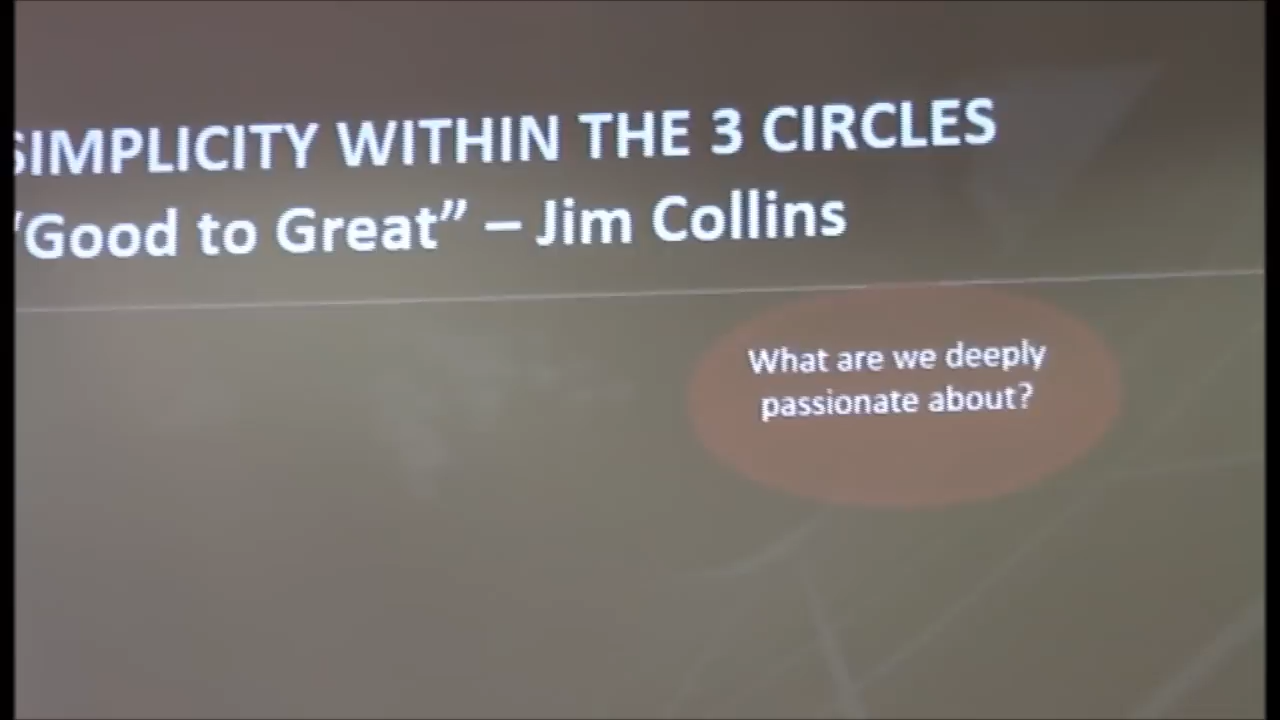 SIMPLICITY WITHIN THE 3 CIRCLES
"Good to Great" – Jim Collins
What are we deeply
passionate about?